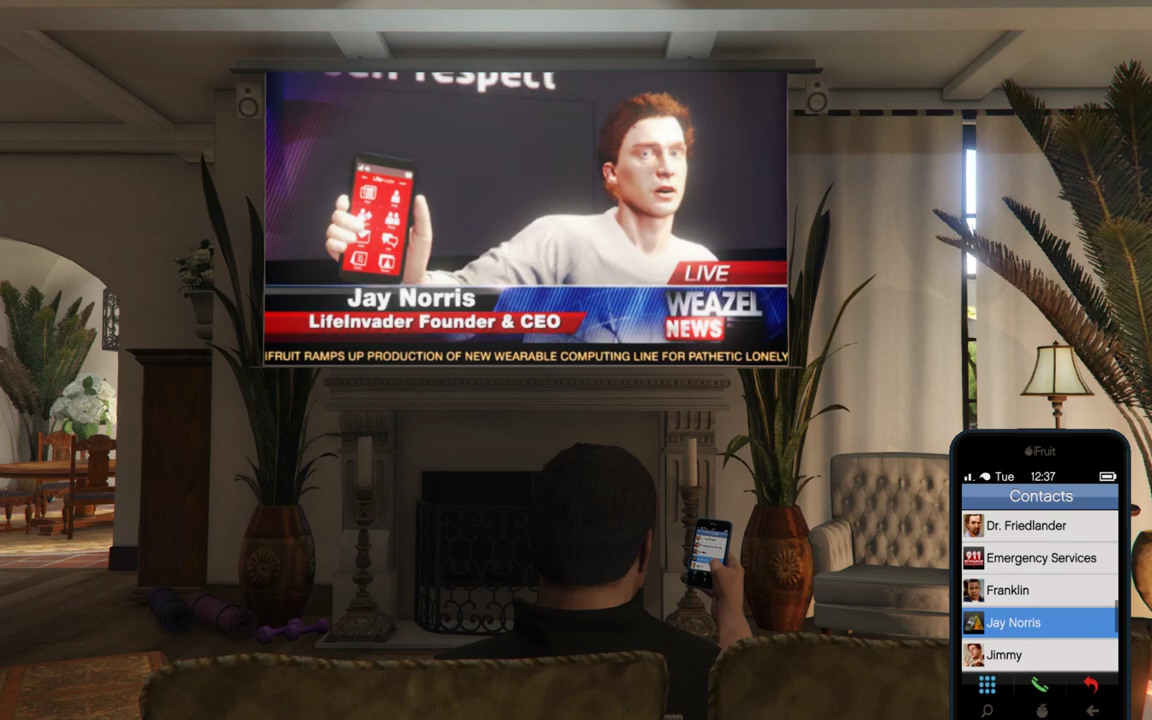 respect
LIVE
Jay Norris
WEAZEL
LifeInvader Founder & CEO
NEWS
IFRUIT RAMPS UP PRODUCTION OF NEW WEARABLE COMPUTING LINE FOR PATHETIC LONELY
iFruit
Tue 12:37
Contacts
Dr. Friedlander
911
Emergency Services
Franklin
Jay Norris
Jimmy